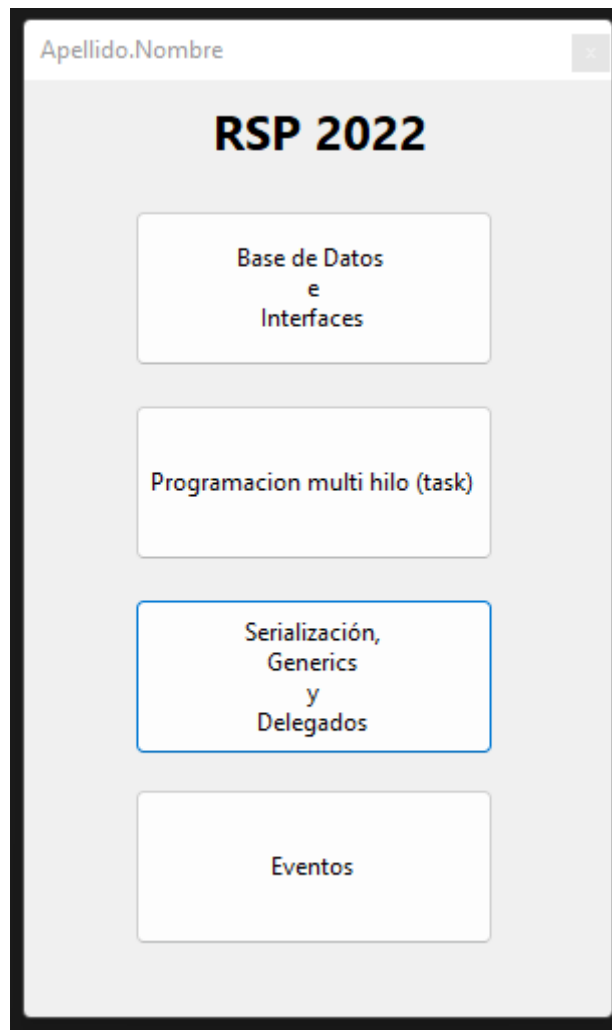 Apellido.Nombre
x
RSP 2022
Base de Datos
e
Interfaces
Programacion multi hilo (task)
Serialización,
Generics
y
Delegados
Eventos